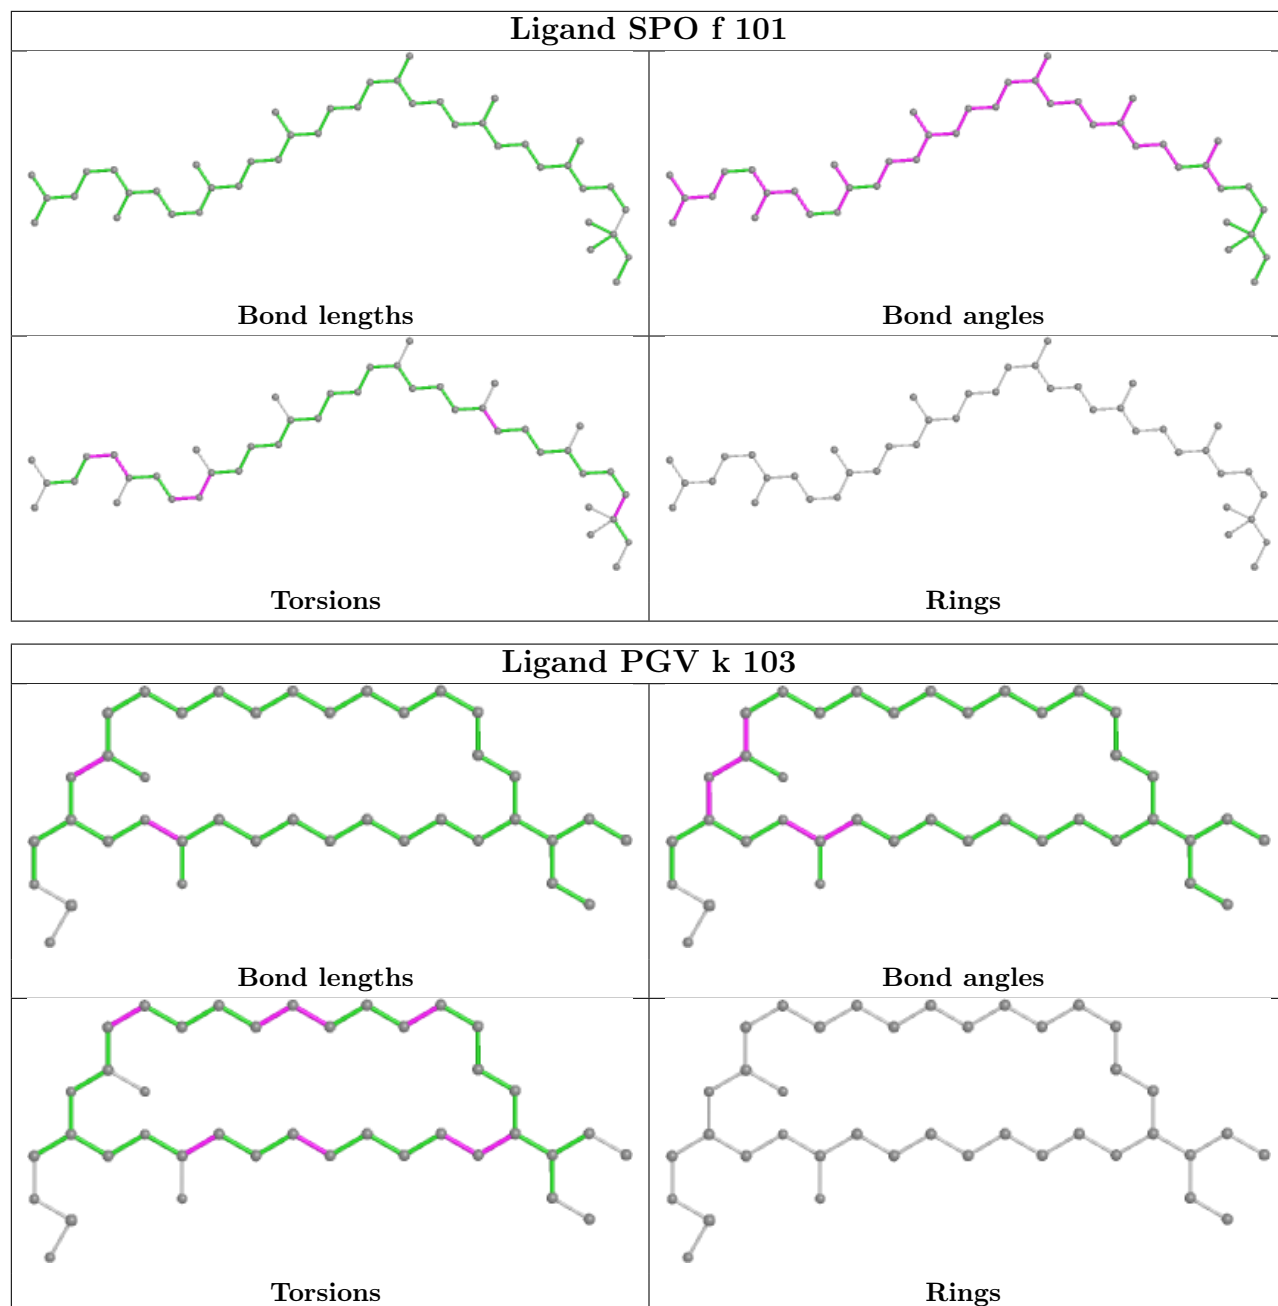 Ligand SPO f 101
Bond lengths
Bond angles
Torsions
Rings
Ligand PGV k 103
Bond lengths
Bond angles
Torsions
Rings